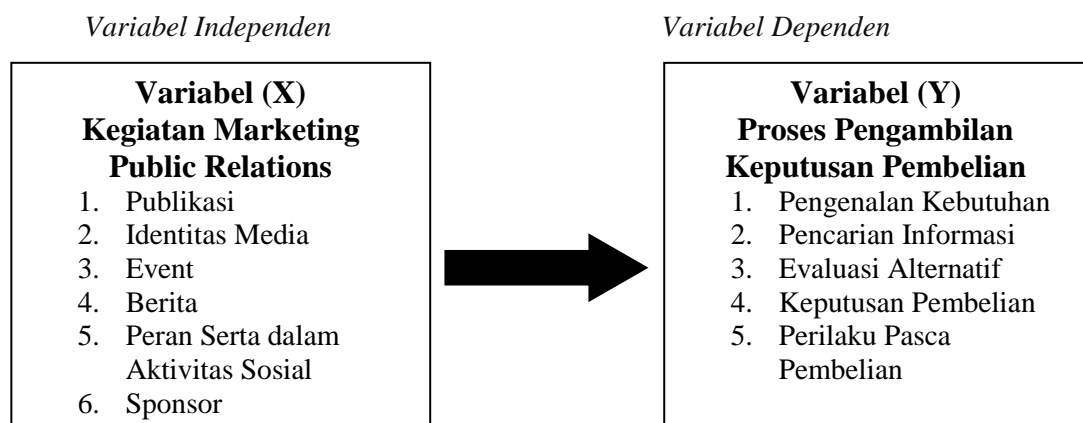 Variabel Independen
Variabel (X)
Kegiatan Marketing
Public Relations
1. Publikasi
2. Identitas Media
3. Event
4. Berita
5. Peran Serta dalam
Aktivitas Sosial
6. Sponsor
Variabel Dependen
Variabel (Y)
Proses Pengambilan
Keputusan Pembelian
1. Pengenalan Kebutuhan
2. Pencarian Informasi
3. Evaluasi Alternatif
4. Keputusan Pembelian
5. Perilaku Pasca
Pembelian